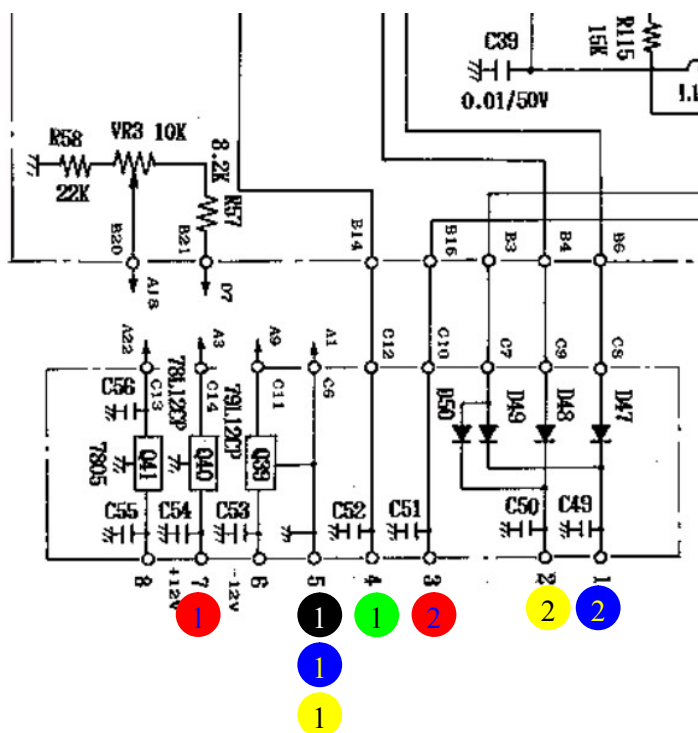 C39
0.01/50V
R115
15K
R58
22K
VR3 10K
8.2K
R57
B20
B21
B14
B16
B3
B4
B6
A18
D7
A22
A3
A9
A1
C12
C10
C7
C9
C8
C56
C13
78L12CP
C14
79L12CP
C11
C6
D50
D49
D48
D47
7805
Q41
Q40
Q39
C55
C54
C53
C52
C51
C50
C49
8
+12V
7
-12V
6
5
4
3
2
1
1
1
1
2
2
2
1
1